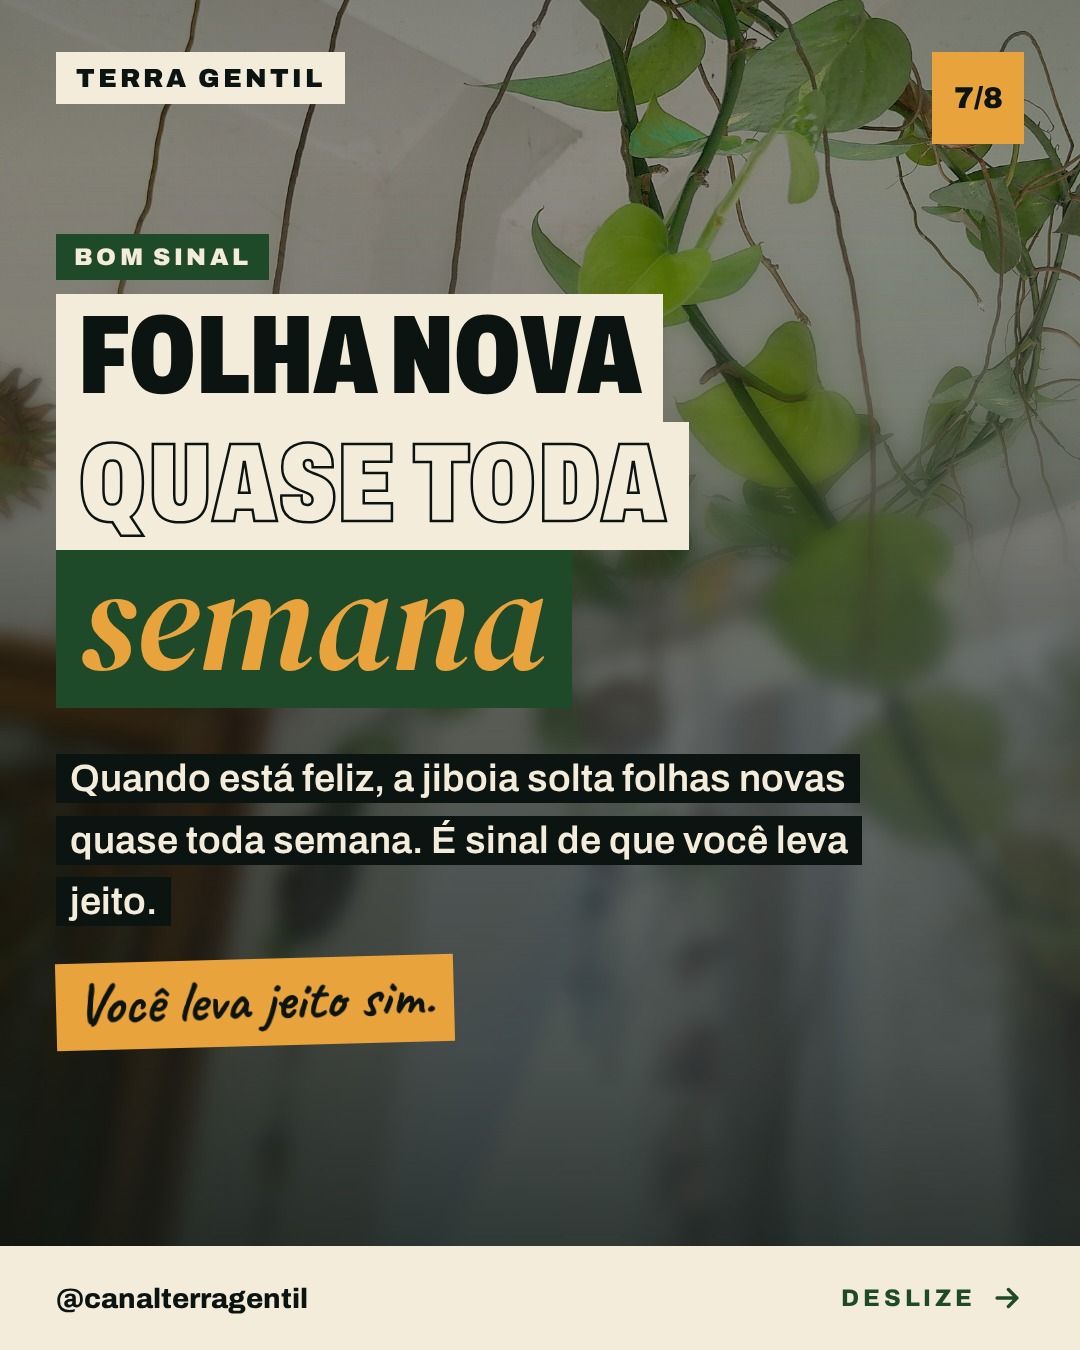 TERRA GENTIL
7/8
BOM SINAL
FOLHA NOVA
QUASE TODA
semana
Quando está feliz, a jiboia solta folhas novas
quase toda semana. É sinal de que você leva
jeito.
Você leva jeito sim.
@canalterragentil
DESLIZE →